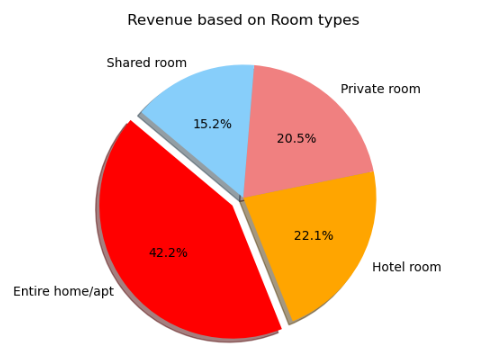 Revenue based on Room types
Shared room
Private room
15.2%
20.5%
22.1%
42.2%
Hotel room
Entire home/apt